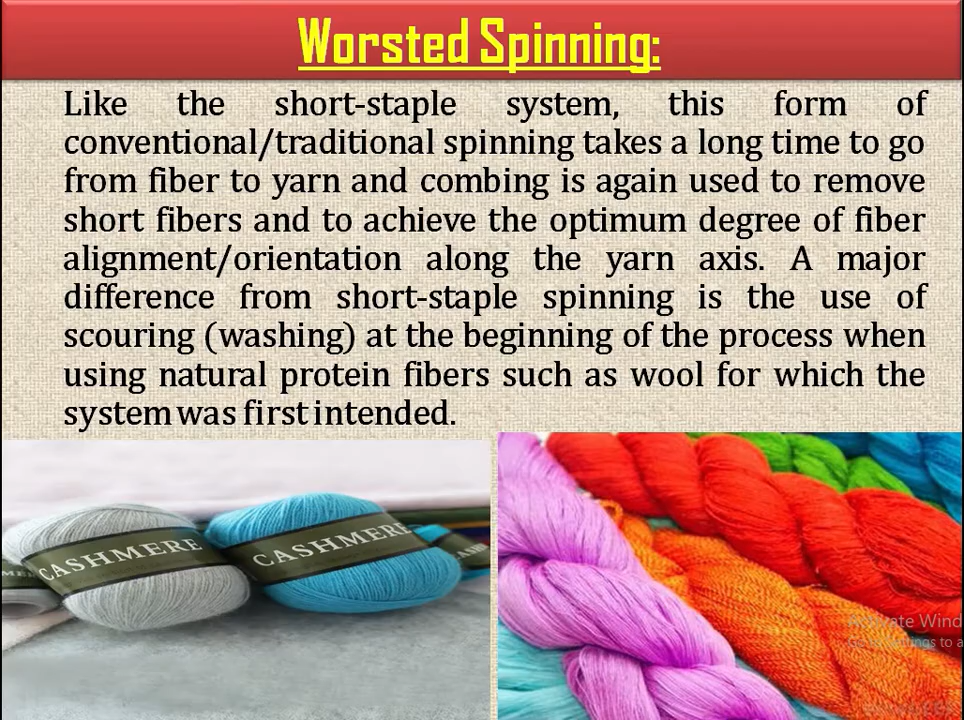 Worsted Spinning:
Like the short-staple system, this form of
conventional/traditional spinning takes a long time to go
from fiber to yarn and combing is again used to remove
short fibers and to achieve the optimum degree of fiber
alignment/orientation along the yarn axis. A major
difference from short-staple spinning is the use of
scouring (washing) at the beginning of the process when
using natural protein fibers such as wool for which the
system was first intended.
CASHMERE
CASHMERE